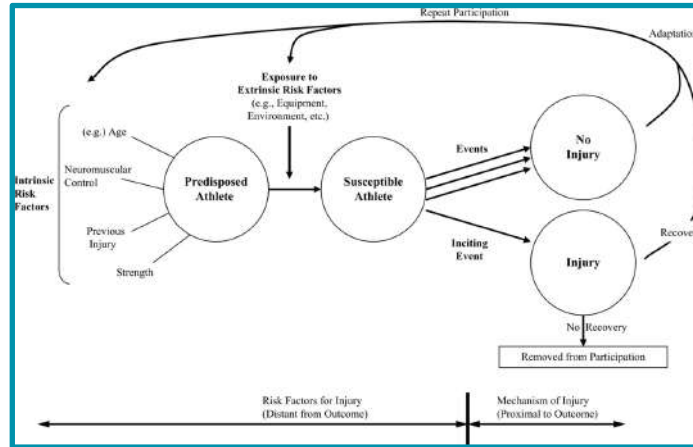 Repeat Participation
Adaptation
Exposure to
Extrinsic Risk Factors
(e.g., Equipment,
Environment, etc.)
(e.g.) Age
Neuromuscular
Control
Intrinsic
Risk
Factors
Previous
Injury
Strength
Predisposed
Athlete
Susceptible
Athlete
Events
No
Injury
Inciting
Event
Injury
Recove
No Recovery
Removed from Participation
Risk Factors for Injury
(Distant from Outcome)
Mechanism of Injury
(Proximal to Outcome)